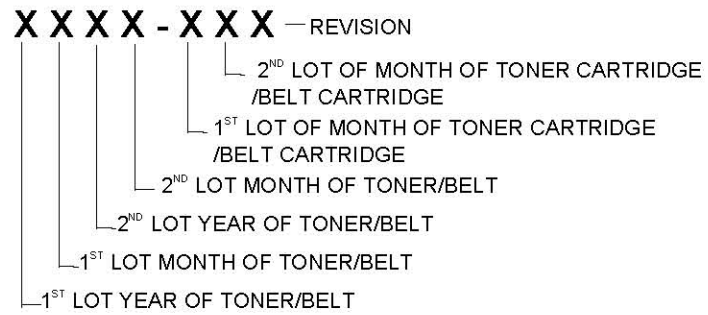 XXXX-XXX REVISION
2ND LOT OF MONTH OF TONER CARTRIDGE
/BELT CARTRIDGE
1ST LOT OF MONTH OF TONER CARTRIDGE
/BELT CARTRIDGE
2ND LOT MONTH OF TONER/BELT
2ND LOT YEAR OF TONER/BELT
1ST LOT MONTH OF TONER/BELT
1ST LOT YEAR OF TONER/BELT